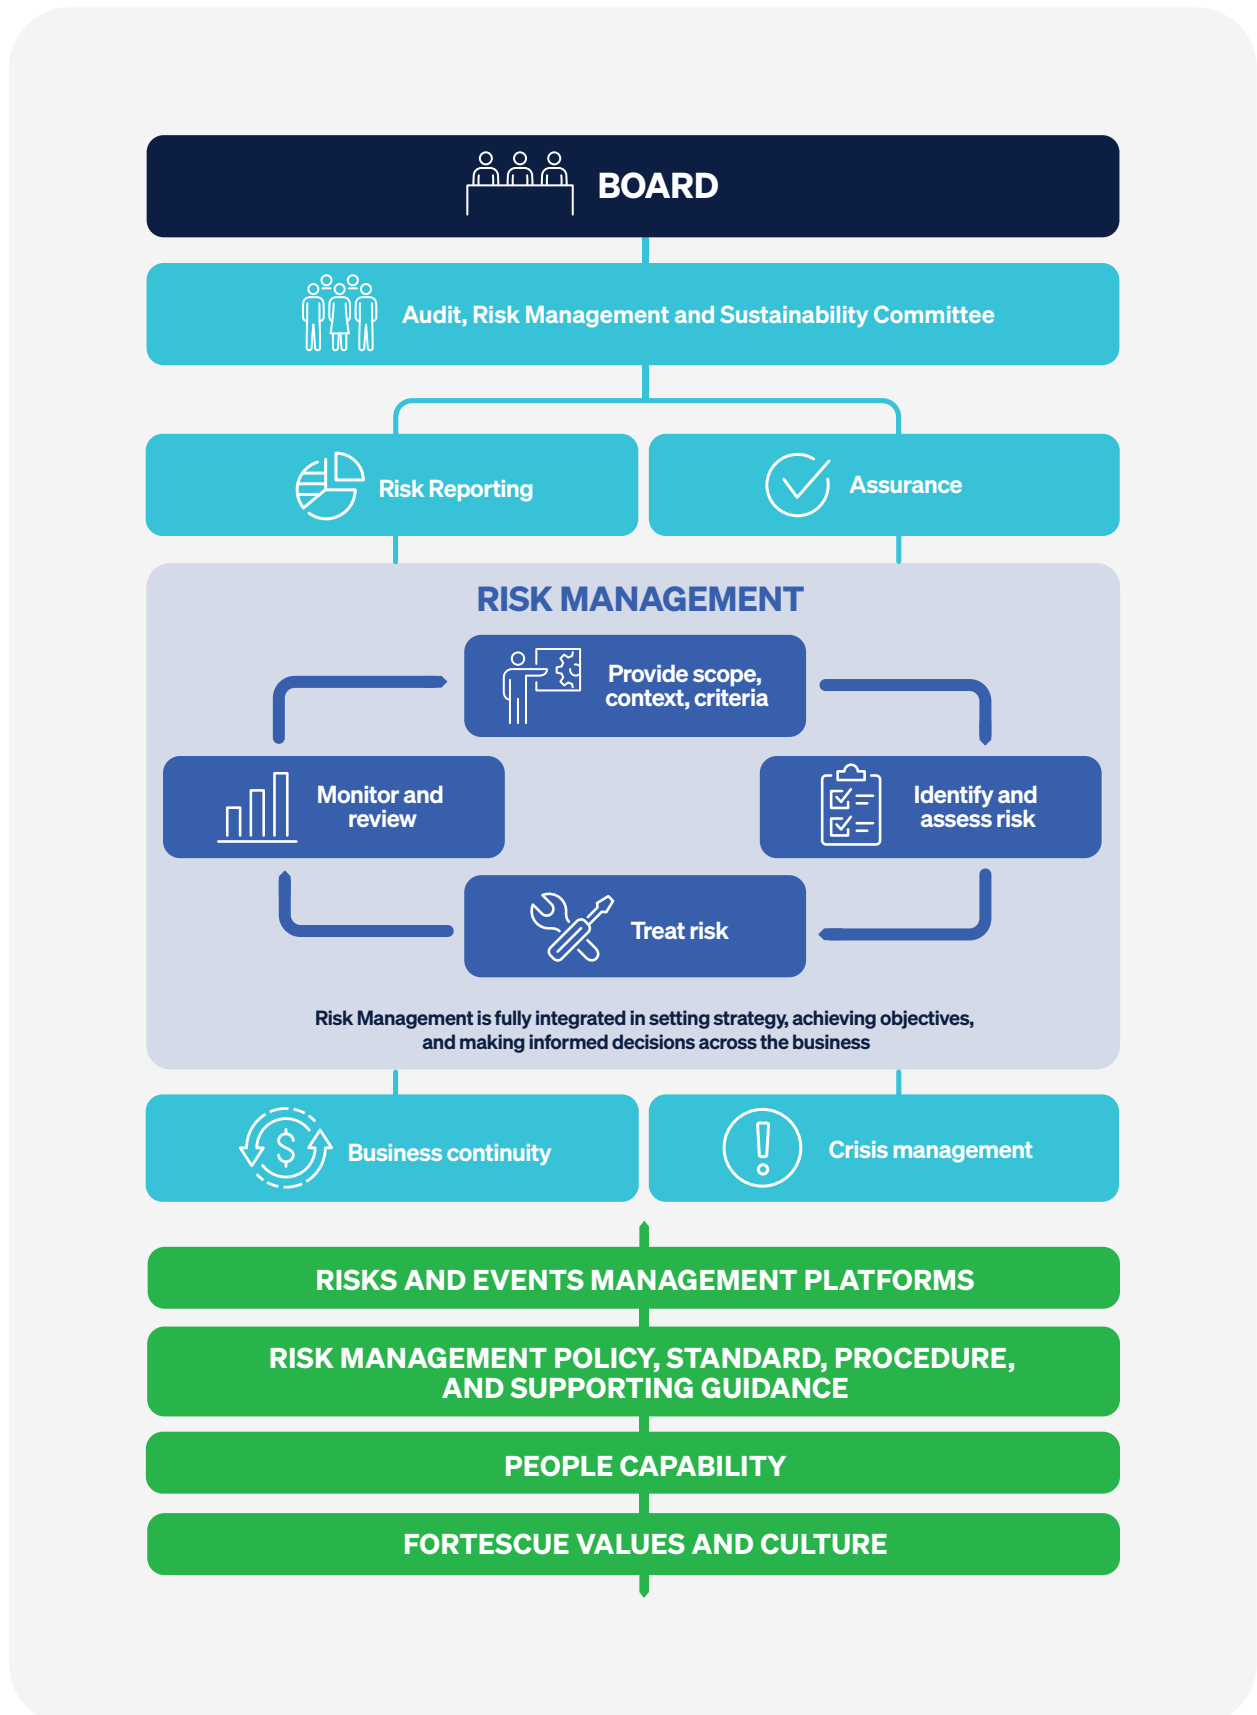 BOARD
Audit, Risk Management and Sustainability Committee
Risk Reporting
Assurance
RISK MANAGEMENT
Provide scope,
context, criteria
Monitor and
review
Identify and
assess risk
Treat risk
Risk Management is fully integrated in setting strategy, achieving objectives,
and making informed decisions across the business
Business continuity
$
Crisis management
RISKS AND EVENTS MANAGEMENT PLATFORMS
RISK MANAGEMENT POLICY, STANDARD, PROCEDURE,
AND SUPPORTING GUIDANCE
PEOPLE CAPABILITY
FORTESCUE VALUES AND CULTURE